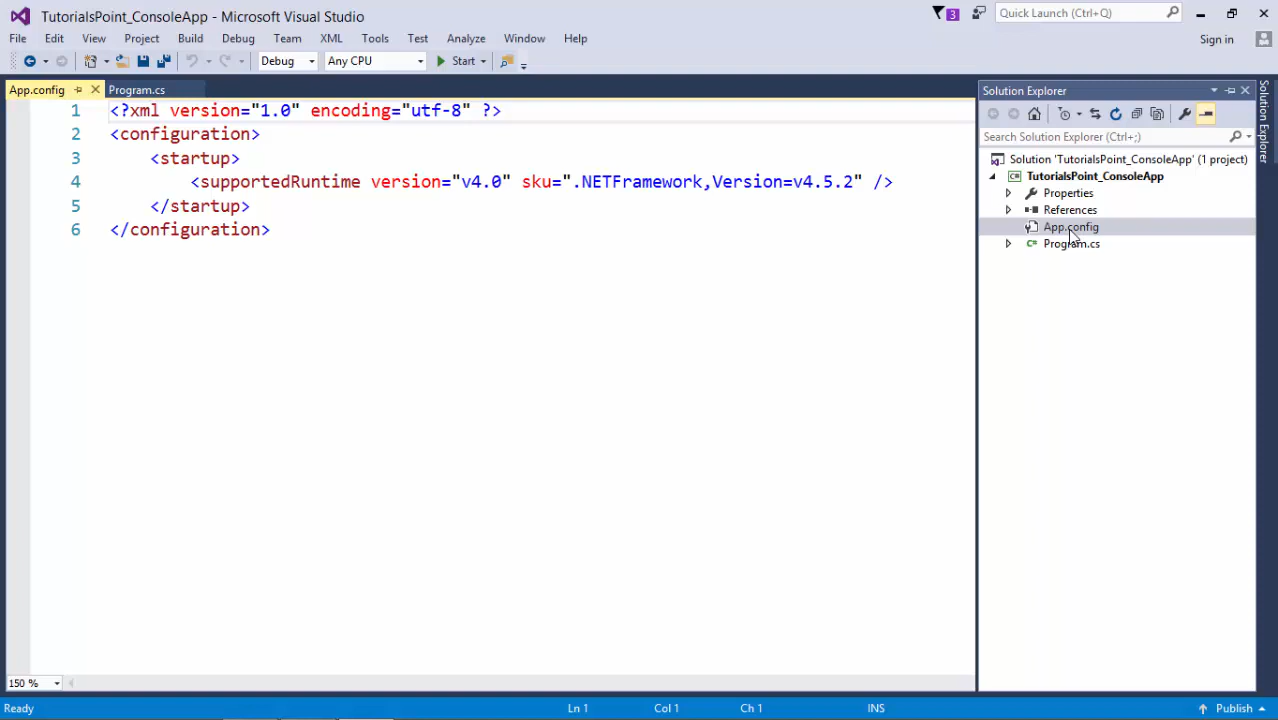 TutorialsPoint_ConsoleApp - Microsoft Visual Studio
3
Quick Launch (Ctrl+Q)
File Edit View Project Build Debug Team XML Tools Test Analyze Window Help
Sign in
Debug Any CPU Start
App.config Program.cs
1 <?xml version="1.0" encoding="utf-8" ?>
2 <configuration>
3 <startup>
4 <supportedRuntime version="v4.0" sku=".NETFramework,Version=v4.5.2" />
5 </startup>
6 </configuration>
Solution Explorer
Search Solution Explorer (Ctrl+;)
Solution 'TutorialsPoint_ConsoleApp' (1 project)
TutorialsPoint_ConsoleApp
Properties
References
App.config
Program.cs
Solution Explorer
150 %
Ready Ln 1 Col 1 Ch 1 INS Publish